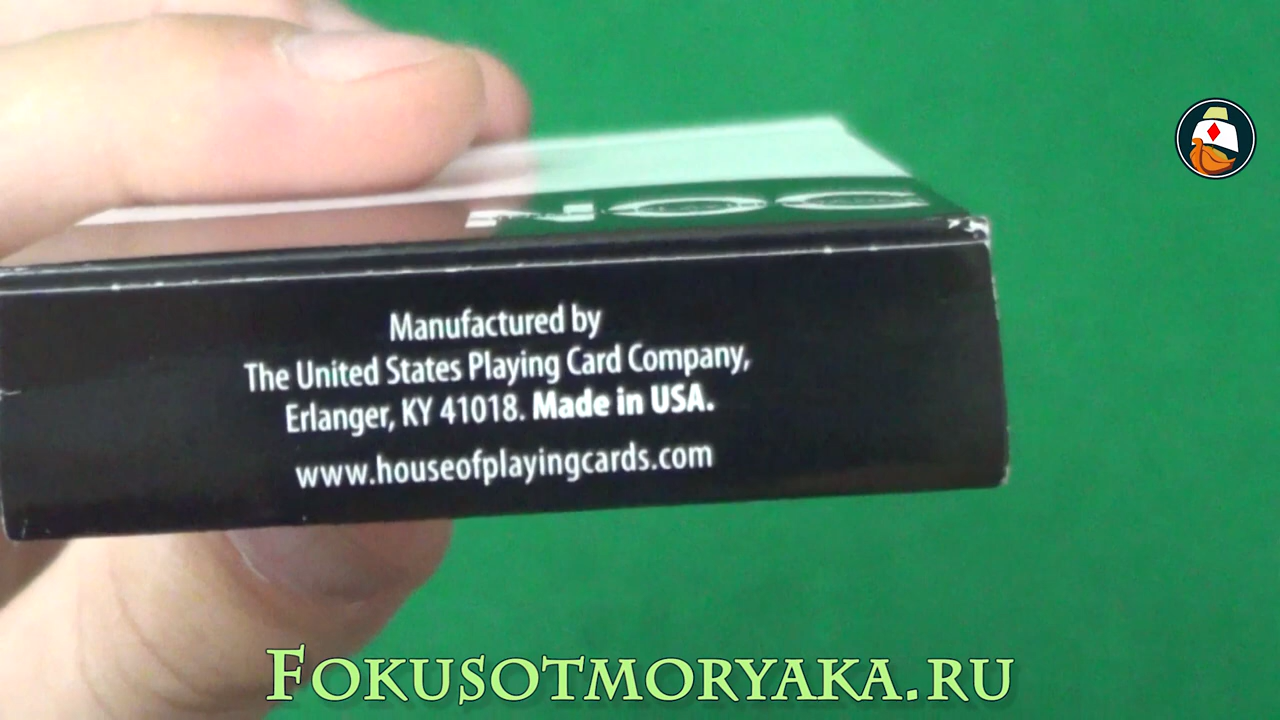 NOC
Manufactured by
The United States Playing Card Company,
Erlanger, KY 41018. Made in USA.
www.houseofplayingcards.com
Fokusotmoryaka.ru